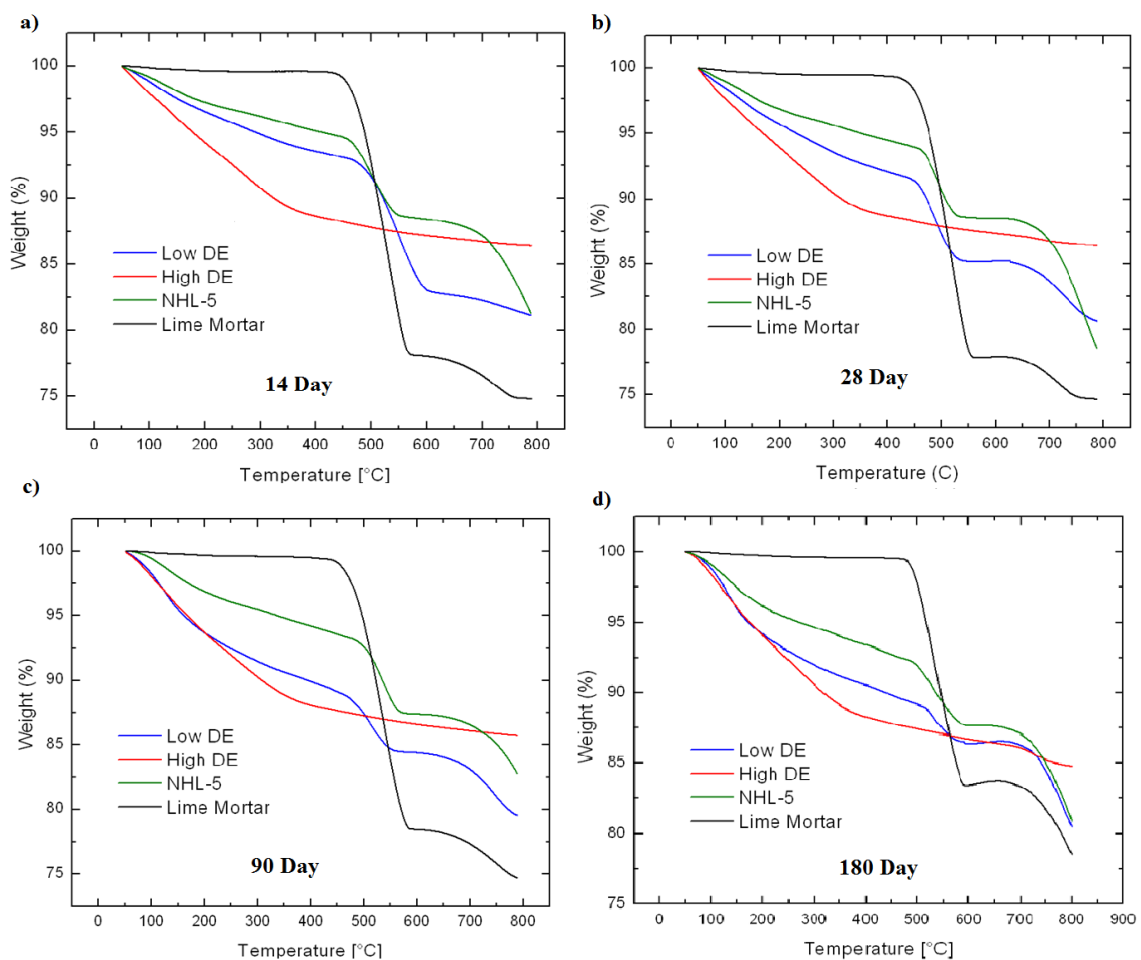 a)
100
95
90
85
80
75
Weight (%)
Low DE
High DE
NHL-5
Lime Mortar
14 Day
0 100 200 300 400 500 600 700 800
Temperature [°C]
b)
100
95
90
85
80
75
Weight (%)
Low DE
High DE
NHL-5
Lime Mortar
28 Day
0 100 200 300 400 500 600 700 800
Temperature (C)
c)
100
95
90
85
80
75
Weight (%)
Low DE
High DE
NHL-5
Lime Mortar
90 Day
0 100 200 300 400 500 600 700 800
Temperature [°C]
d)
100
95
90
85
80
75
Weight (%)
Low DE
High DE
NHL-5
Lime Mortar
180 Day
0 100 200 300 400 500 600 700 800 900
Temperature [°C]